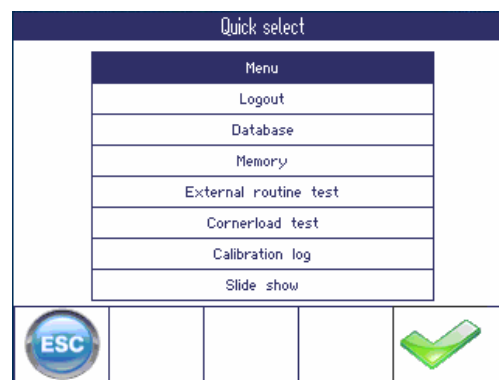 Quick select
Menu
Logout
Database
Memory
External routine test
Cornerload test
Calibration log
Slide show
ESC